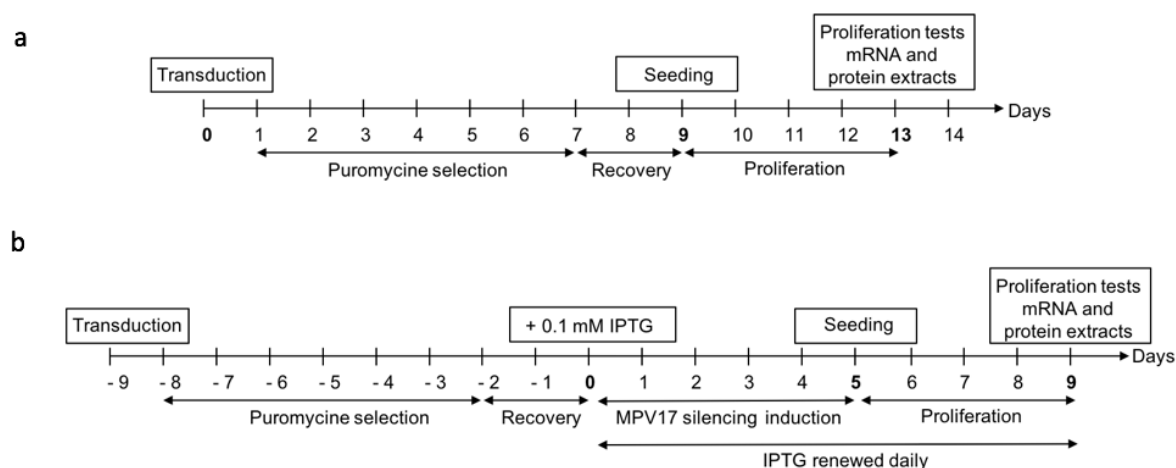 a
Transduction
Seeding
Proliferation tests
mRNA and
protein extracts
Days
0 1 2 3 4 5 6 7 8 9 10 11 12 13 14
Puromycine selection Recovery Proliferation
b
Transduction
+ 0.1 mM IPTG
Seeding
Proliferation tests
mRNA and
protein extracts
Days
- 9 - 8 - 7 - 6 - 5 - 4 - 3 - 2 - 1 0 1 2 3 4 5 6 7 8 9
Puromycine selection Recovery MPV17 silencing induction Proliferation
IPTG renewed daily